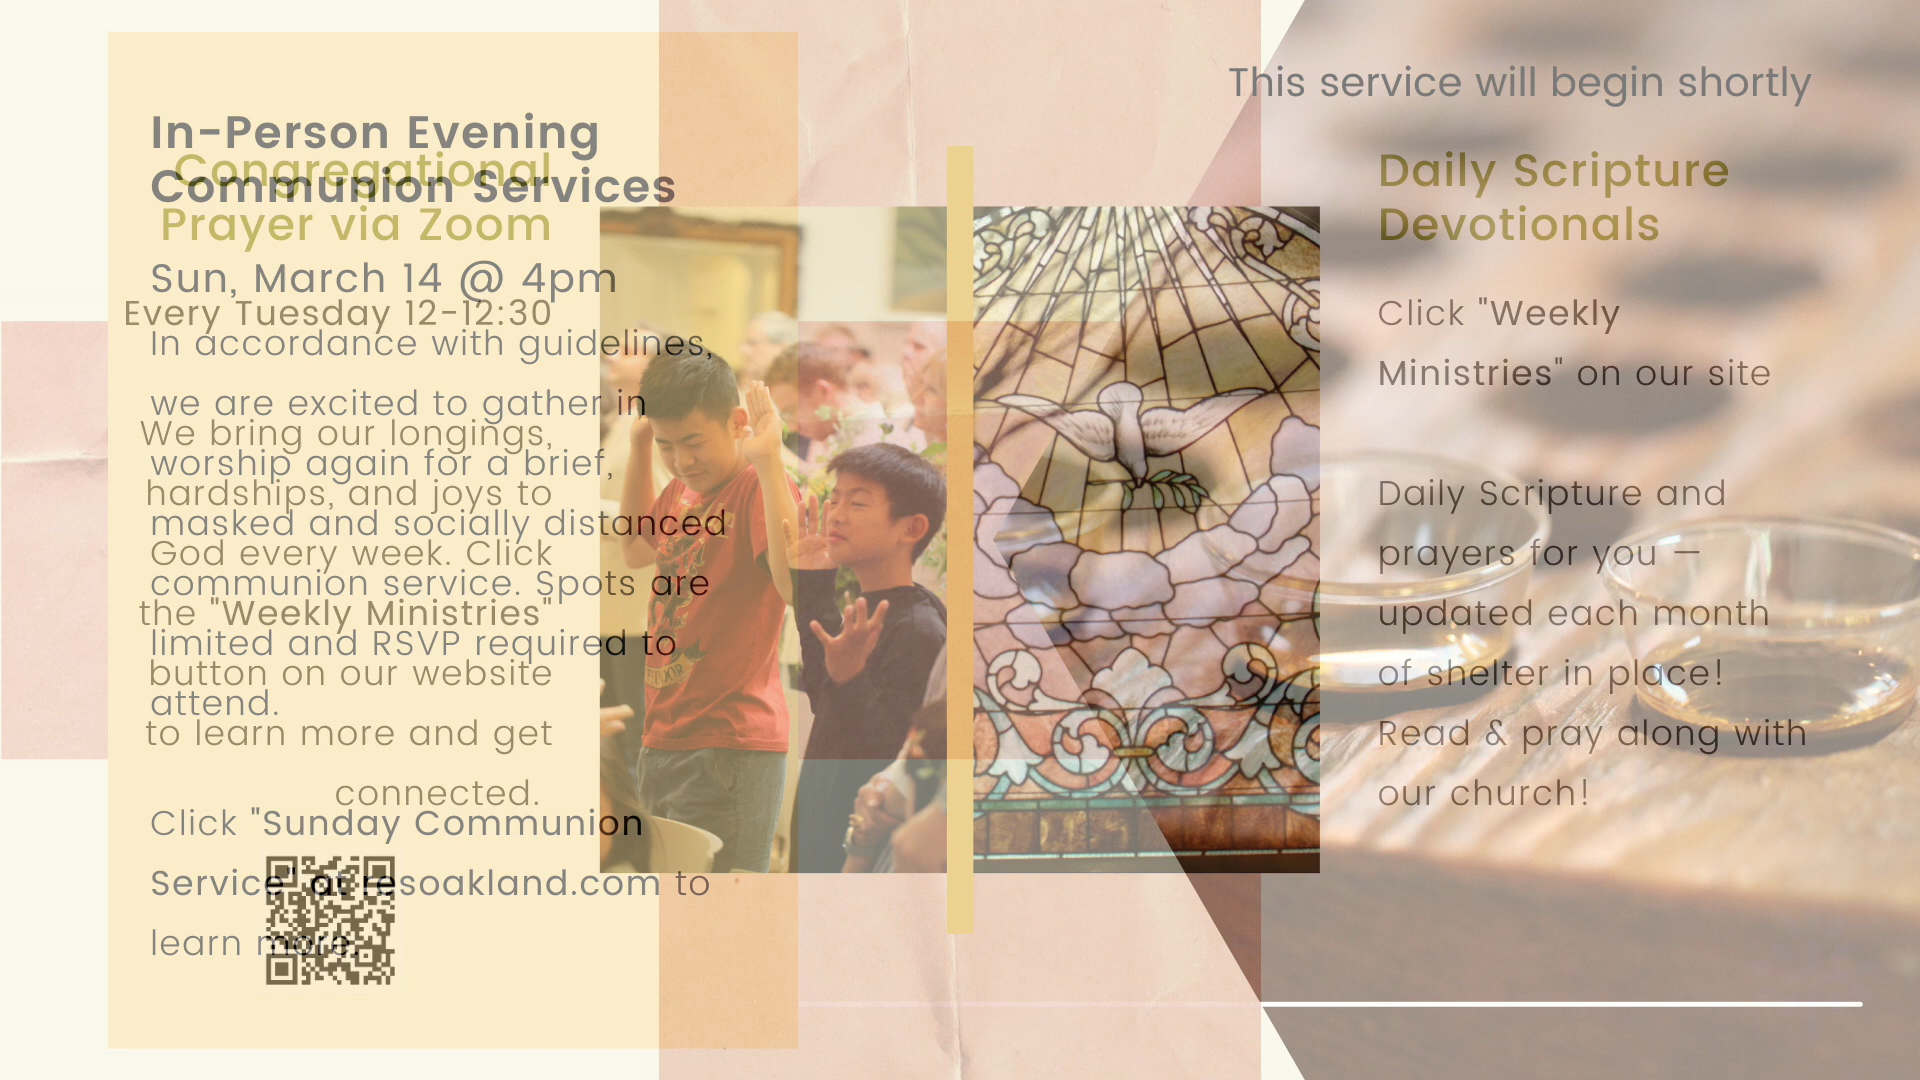 This service will begin shortly
In-Person Evening
Communion Services
Sun, March 14 @ 4pm
In accordance with guidelines,
we are excited to gather in
worship again for a brief,
masked and socially distanced
communion service. Spots are
limited and RSVP required to
attend.
Click "Sunday Communion
Service" at resoakland.com to
learn more.
Congregational
Prayer via Zoom
Every Tuesday 12-12:30
We bring our longings,
hardships, and joys to
God every week. Click
the "Weekly Ministries"
button on our website
to learn more and get
connected.
Daily Scripture
Devotionals
Click "Weekly
Ministries" on our site
Daily Scripture and
prayers for you —
updated each month
of shelter in place!
Read & pray along with
our church!